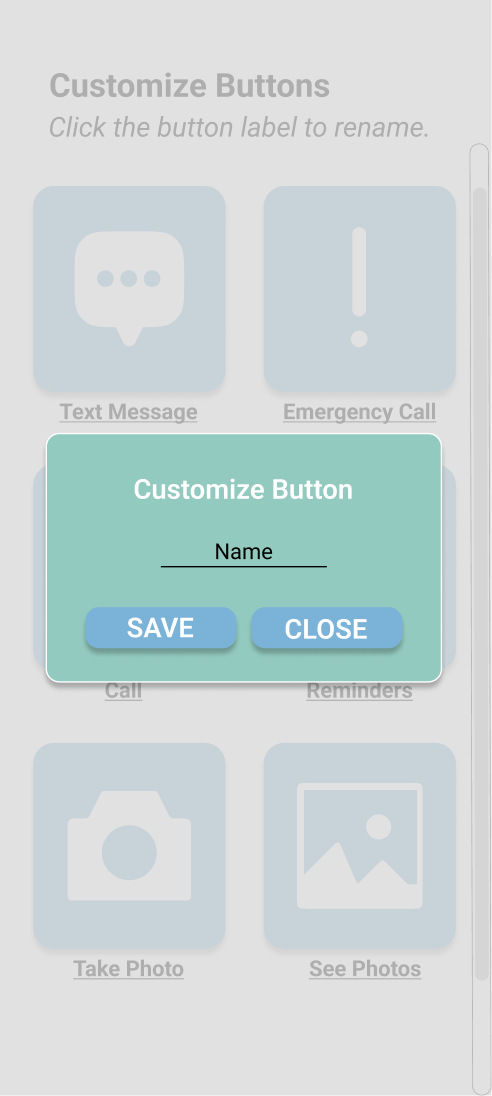 Customize Buttons
Click the button label to rename.
Text Message
Emergency Call
Customize Button
Name
SAVE
CLOSE
Call
Reminders
Take Photo
See Photos